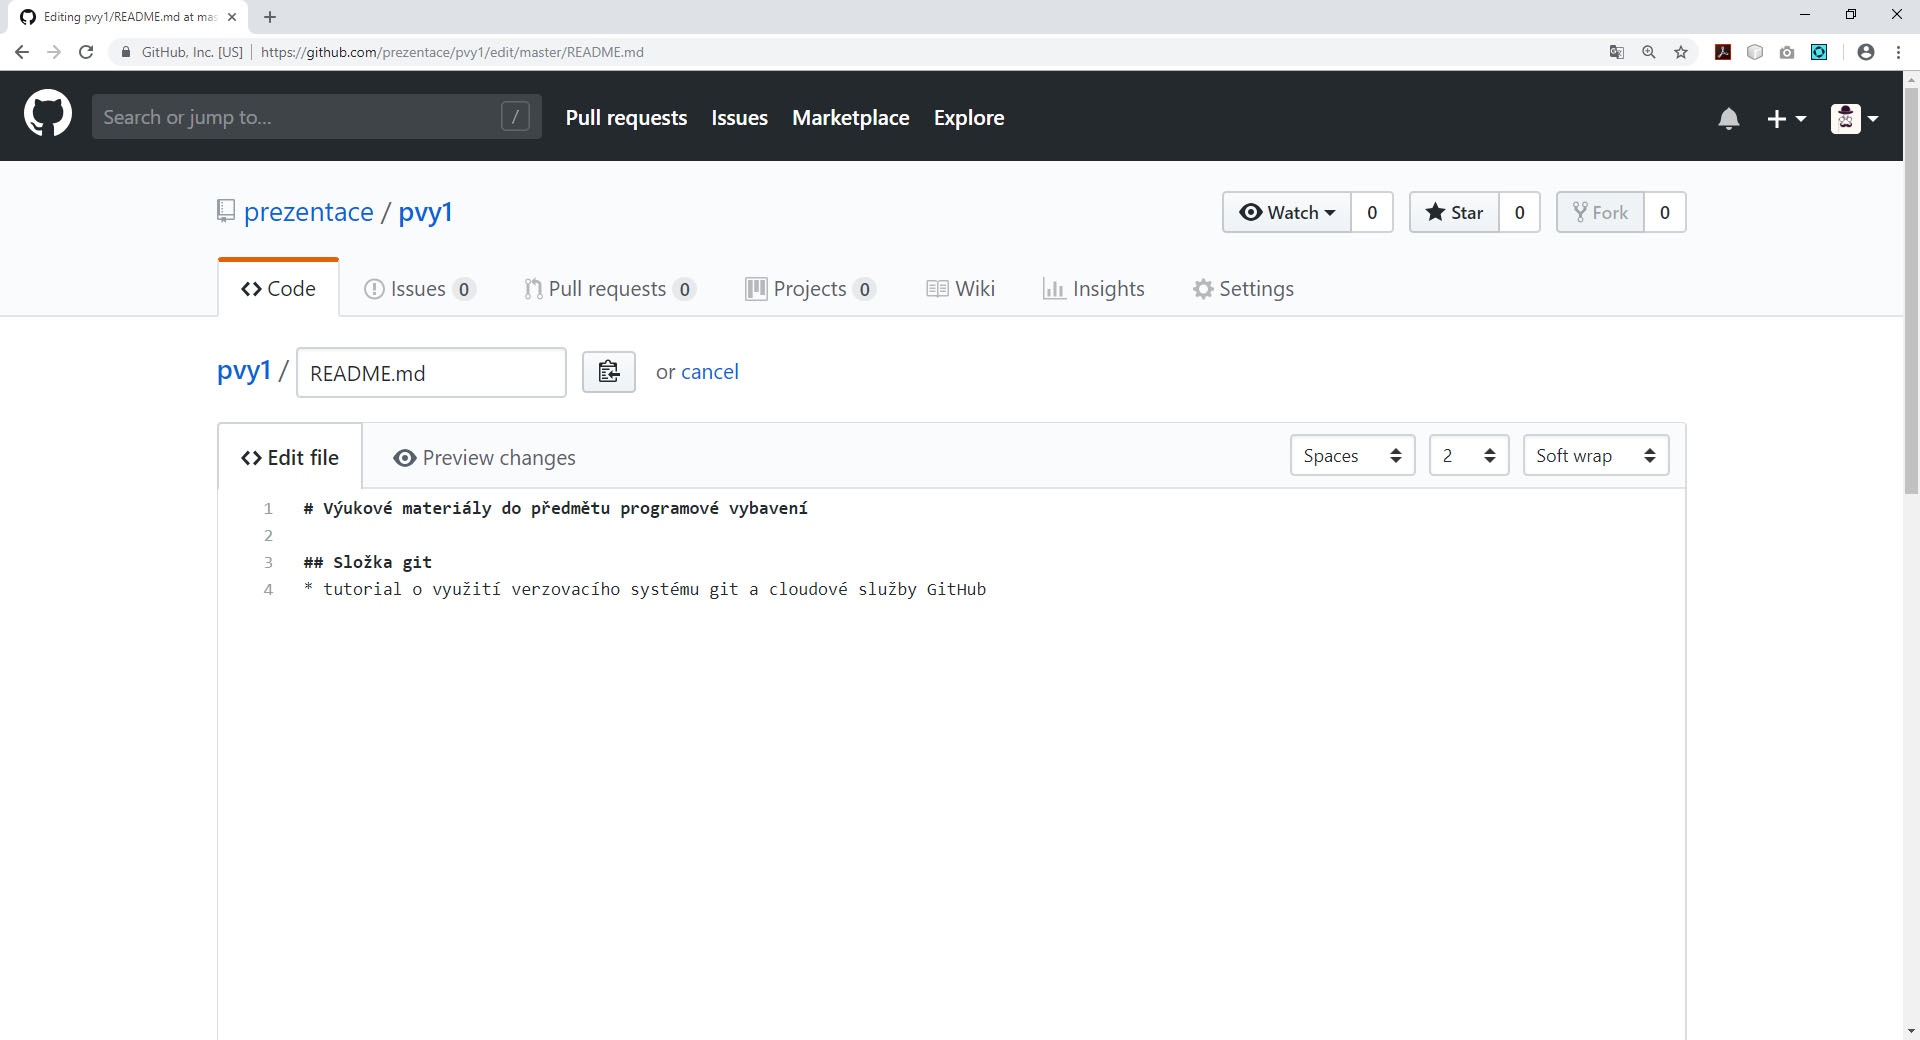 Editing pvy1/README.md at mas
GitHub, Inc. [US] https://github.com/prezentace/pvy1/edit/master/README.md
Search or jump to... / Pull requests Issues Marketplace Explore
prezentace / pvy1 Watch 0 Star 0 Fork 0
Code Issues 0 Pull requests 0 Projects 0 Wiki Insights Settings
pvy1 / README.md or cancel
Edit file Preview changes Spaces 2 Soft wrap
1 # Výukové materiály do předmětu programové vybavení
2
3 ## Složka git
4 * tutorial o využití verzovacího systému git a cloudové služby GitHub